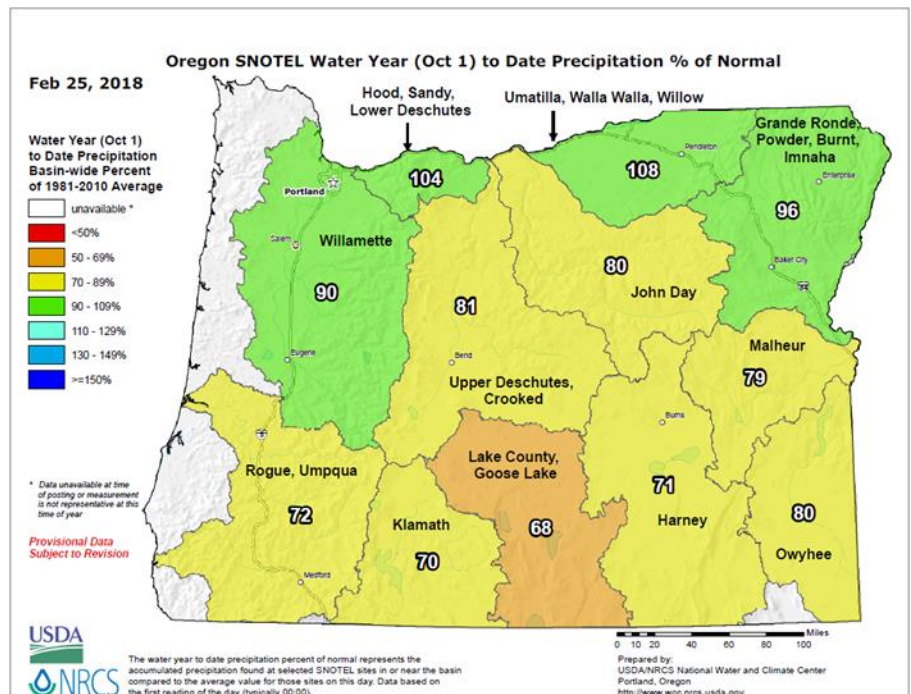 Oregon SNOTEL Water Year (Oct 1) to Date Precipitation % of Normal
Feb 25, 2018
Hood, Sandy,
Lower Deschutes
Umatilla, Walla Walla, Willow
Grande Ronde,
Powder, Burnt,
Imnaha
Water Year (Oct 1)
to Date Precipitation
Basin-wide Percent
of 1981-2010 Average
unavailable *
<50%
50 - 69%
70 - 89%
90 - 109%
110 - 129%
130 - 149%
>=150%
Portland
104
Pendleton
108
Enterprise
96
Salem
Willamette
90
80
John Day
Baker City
84
81
Eugene
Bend
Upper Deschutes,
Crooked
Malheur
79
Burns
Lake County,
Goose Lake
Rogue, Umpqua
72
Klamath
70
68
71
Harney
80
Owyhee
Medford
* Data unavailable at time
of posting or measurement
is not representative at this
time of year
Provisional Data
Subject to Revision
USDA
NRCS
The water year to date precipitation percent of normal represents the
accumulated precipitation found at selected SNOTEL sites in or near the basin
compared to the average value for those sites on this day. Data based on
the first reading of the day (typically 00:00).
Miles
0 10 20 40 60 80 100
Prepared by:
USDA/NRCS National Water and Climate Center
Portland, Oregon
http://www.wcc.nrcs.usda.gov